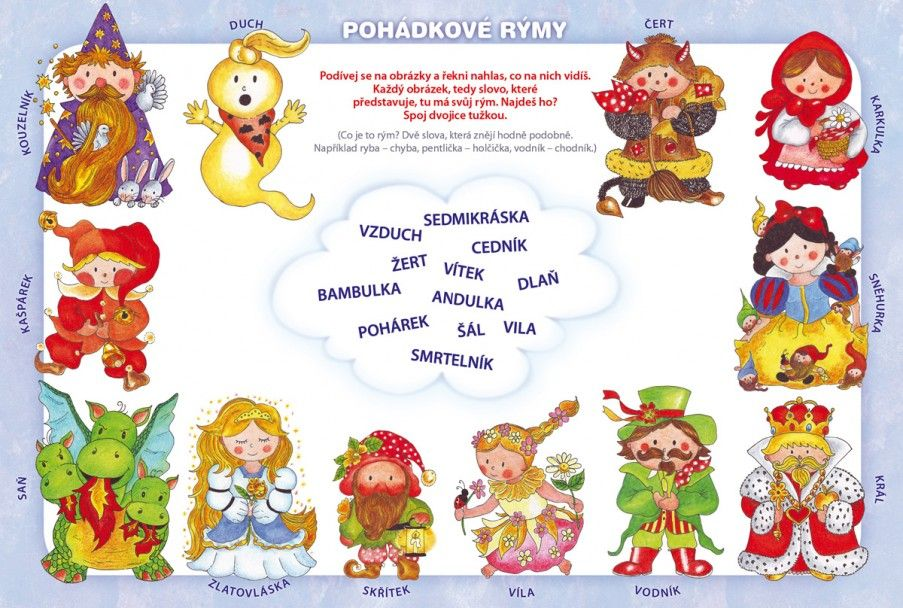 POHÁDKOVÉ RÝMY
DUCH
ČERT
KOUZELNÍK
KARKULKA
Podívej se na obrázky a řekni nahlas, co na nich vidíš.
Každý obrázek, tedy slovo, které
představuje, tu má svůj rým. Najdeš ho?
Spoj dvojice tužkou.
(Co je to rým? Dvě slova, která znějí hodně podobně.
Například ryba – chyba, pentlička – holčička, vodník – chodník.)
SEDMIKRÁSKA
VZDUCH
CEDNÍK
ŽERT
VÍTEK
DLAŇ
BAMBULKA
ANDULKA
POHÁREK
ŠÁL
VILA
SMRTELNÍK
KAŠPÁREK
SNĚHURKA
SAŇ
KRÁL
ZLATOVLÁSKA
SKŘÍTEK
VÍLA
VODNÍK